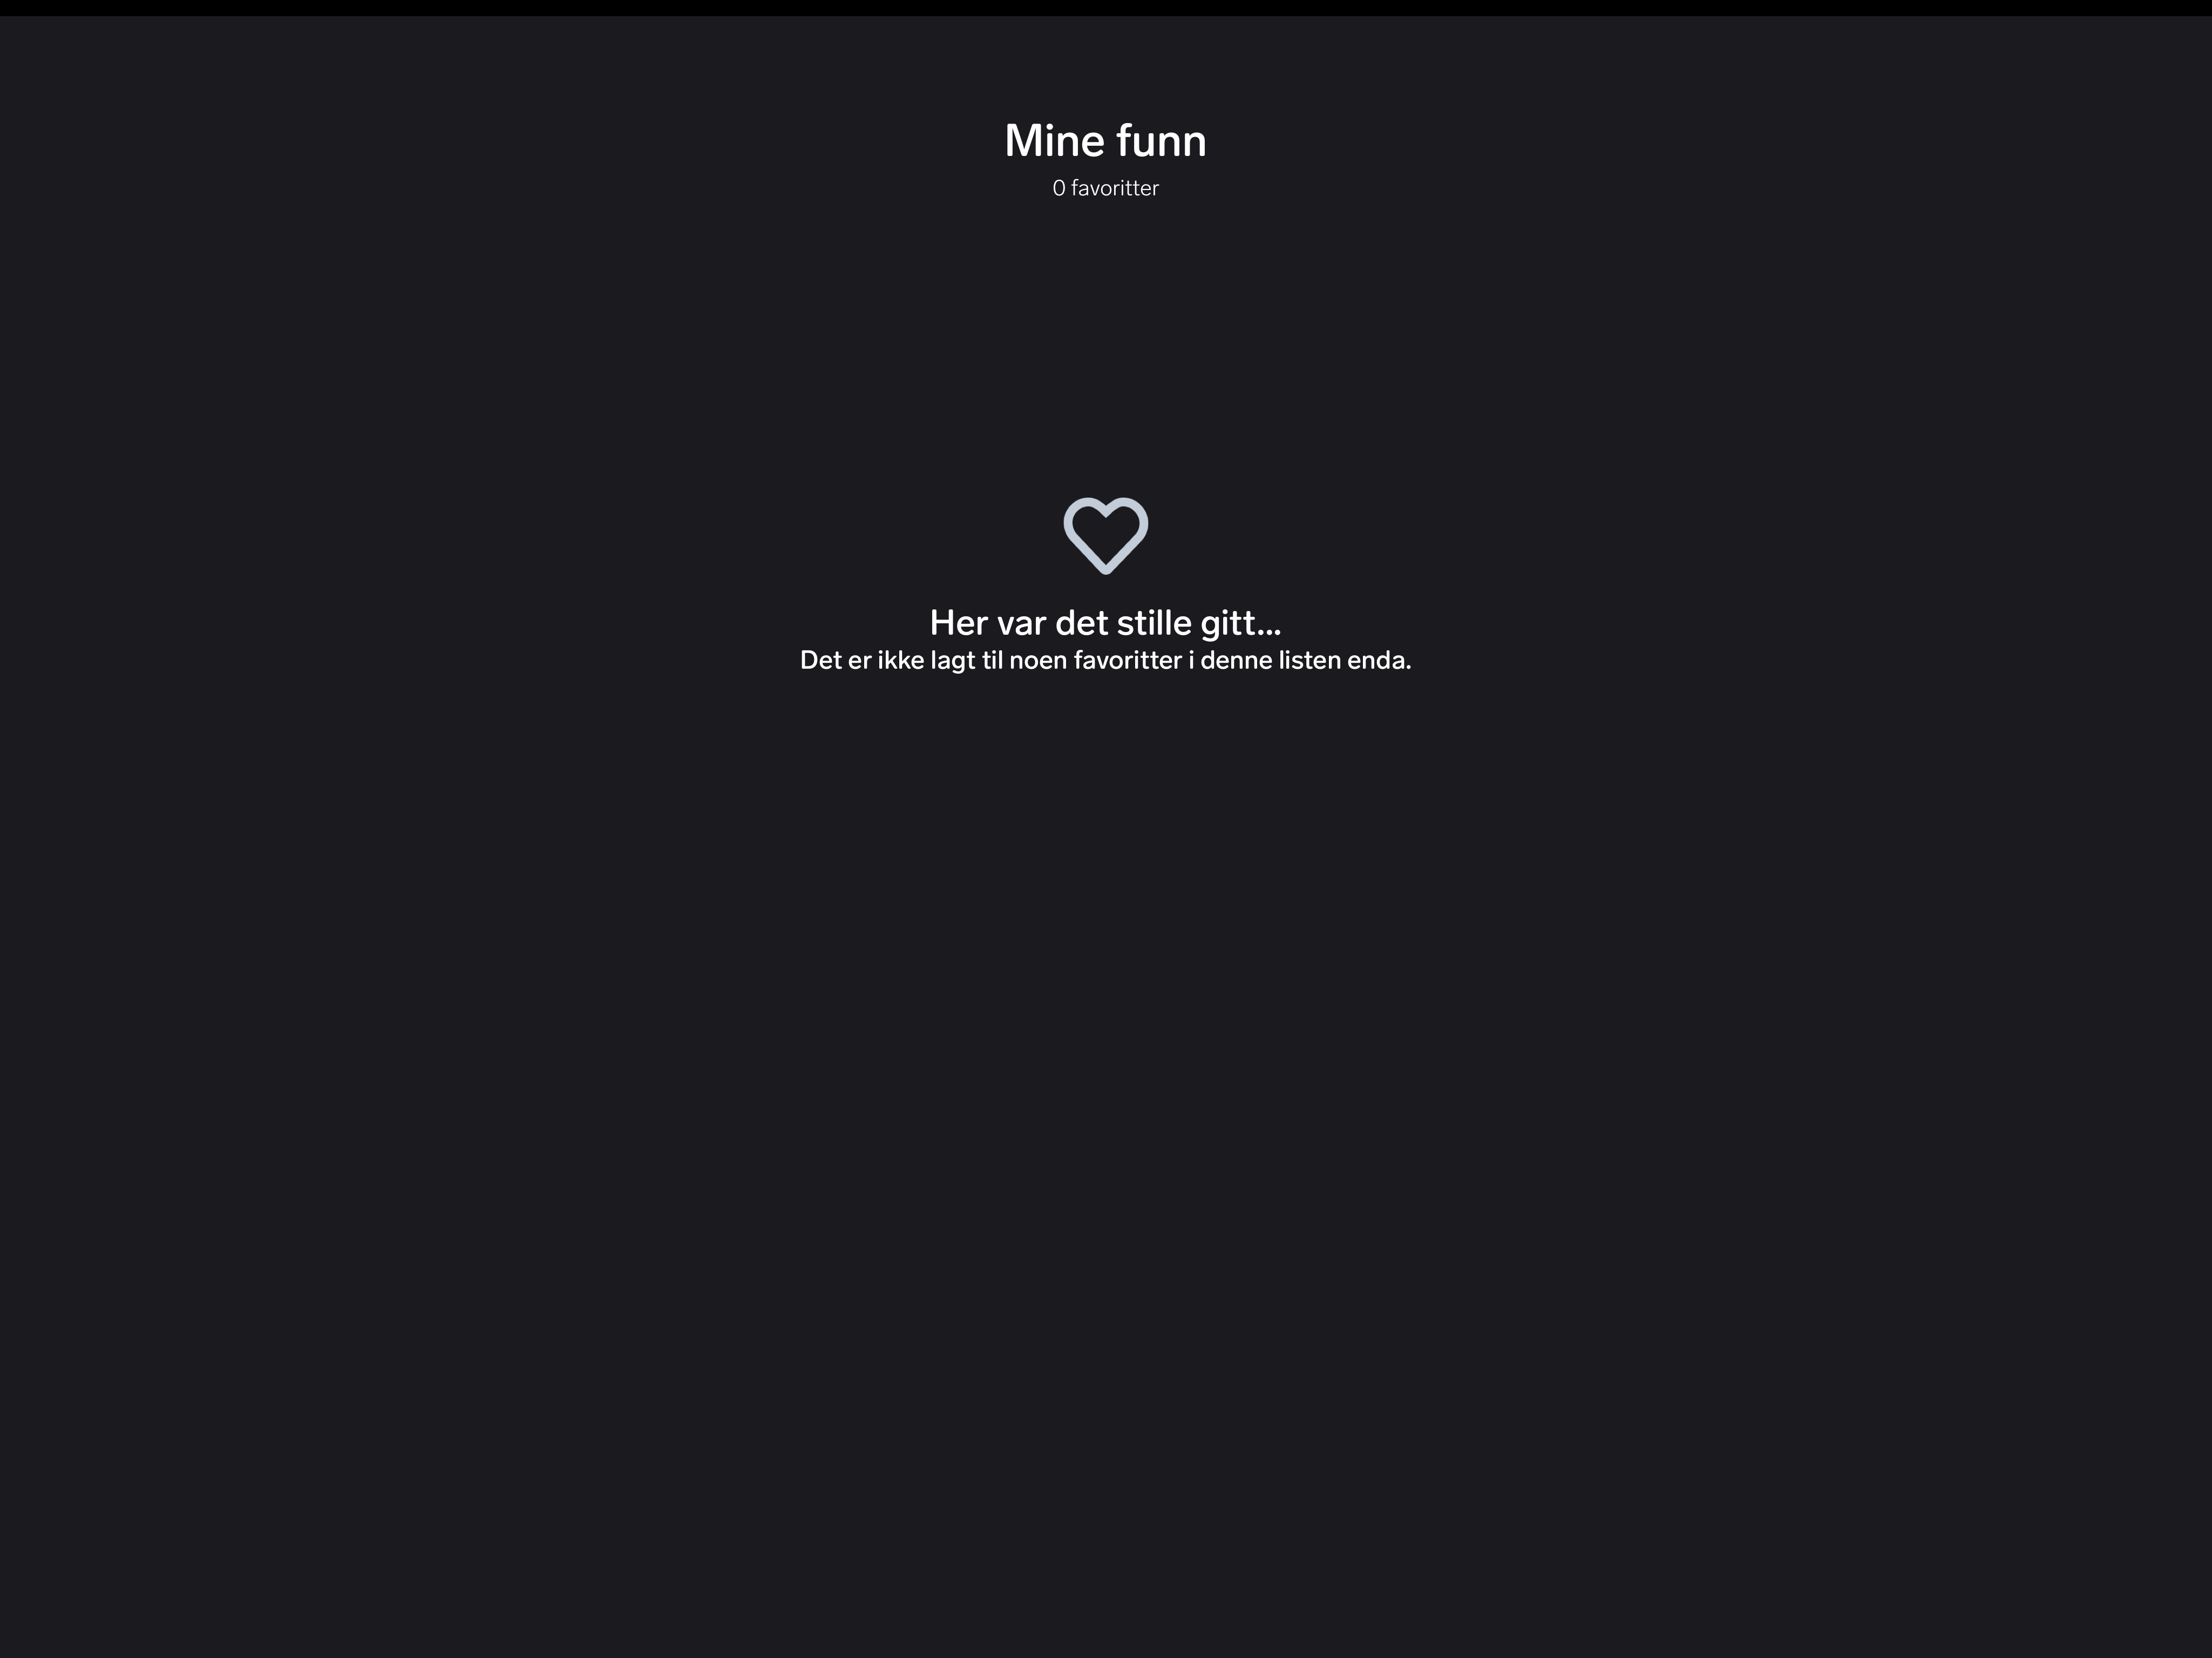 Mine funn
0 favoritter
Her var det stille gitt...
Det er ikke lagt til noen favoritter i denne listen enda.